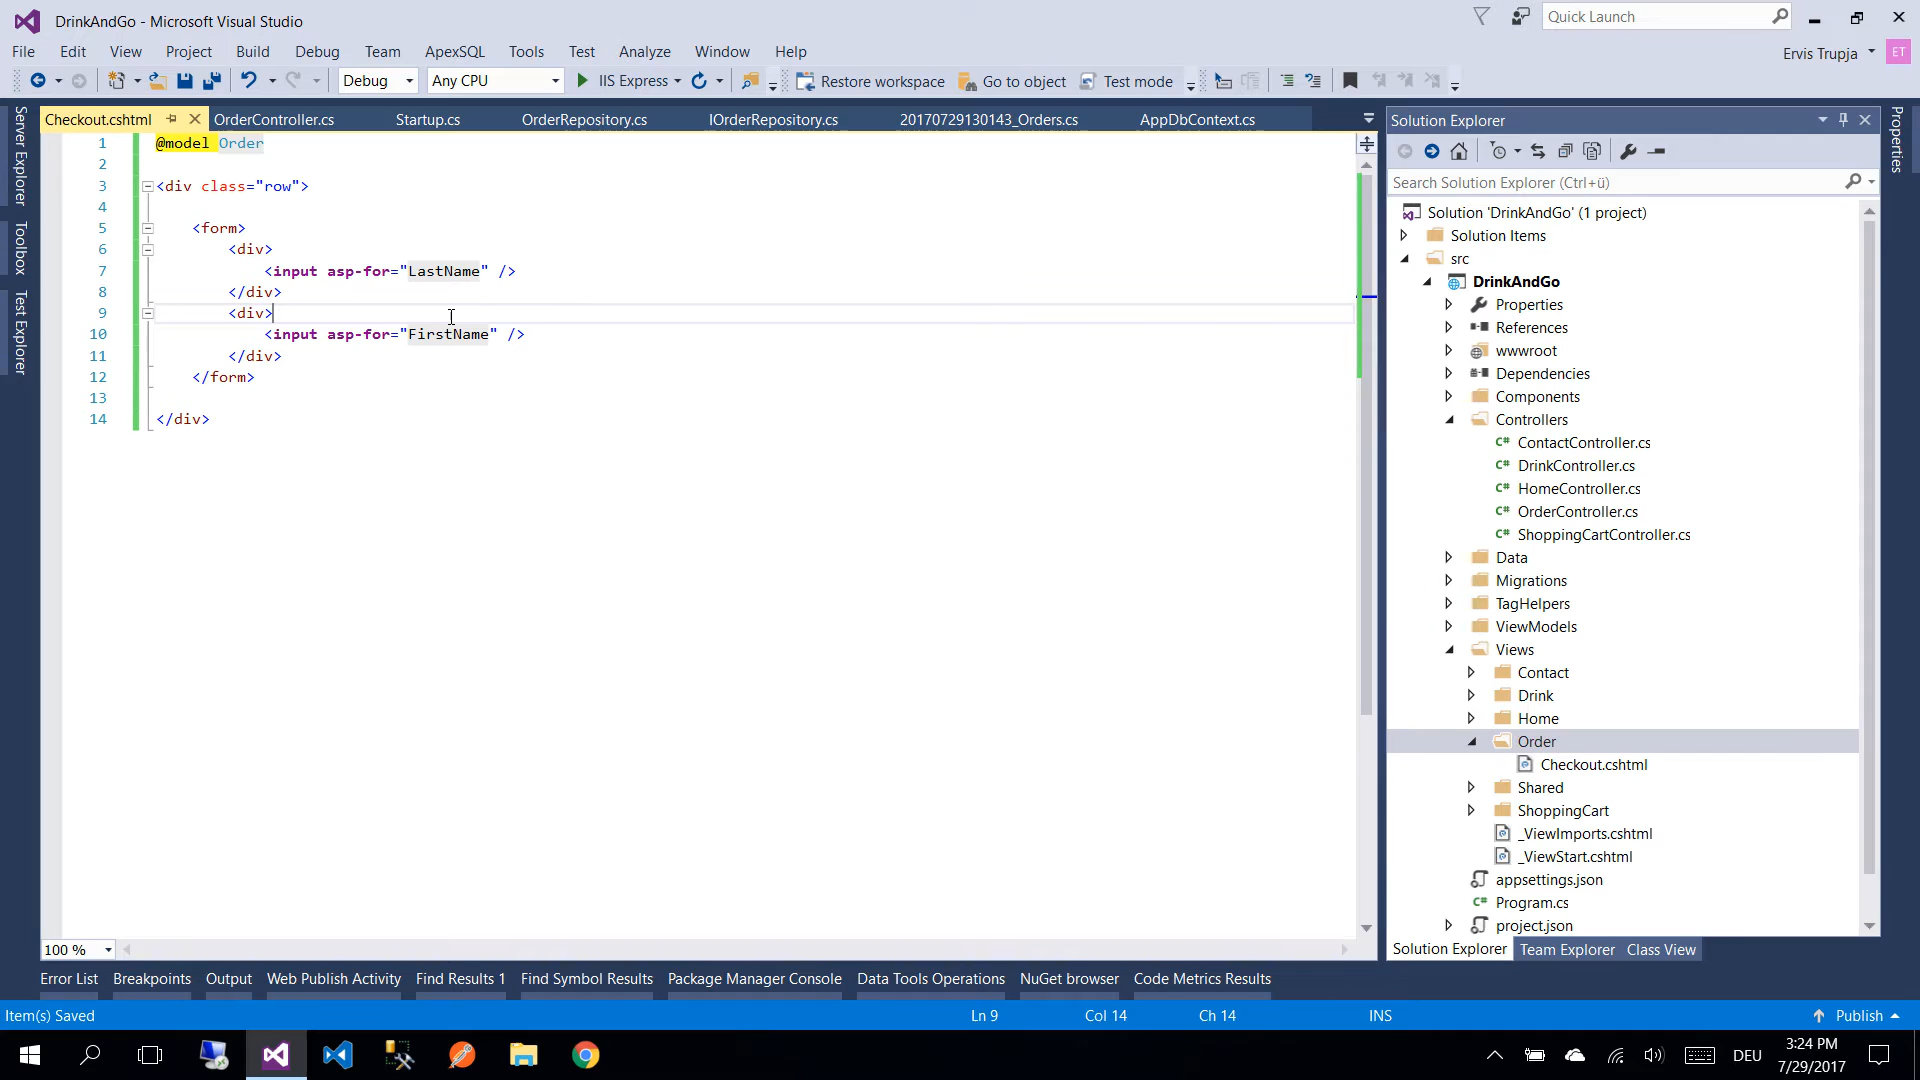 DrinkAndGo - Microsoft Visual Studio
Quick Launch
File Edit View Project Build Debug Team ApexSQL Tools Test Analyze Window Help
Ervis Trupja ET
Debug Any CPU IIS Express Restore workspace Go to object Test mode
Server Explorer
Toolbox
Test Explorer
Checkout.cshtml OrderController.cs Startup.cs OrderRepository.cs IOrderRepository.cs 20170729130143_Orders.cs AppDbContext.cs
1 @model Order
2
3 <div class="row">
4
5 <form>
6 <div>
7 <input asp-for="LastName" />
8 </div>
9 <div>
10 <input asp-for="FirstName" />
11 </div>
12 </form>
13
14 </div>
100 %
Solution Explorer
Search Solution Explorer (Ctrl+ü)
Solution 'DrinkAndGo' (1 project)
Solution Items
src
DrinkAndGo
Properties
References
wwwroot
Dependencies
Components
Controllers
C# ContactController.cs
C# DrinkController.cs
C# HomeController.cs
C# OrderController.cs
C# ShoppingCartController.cs
Data
Migrations
TagHelpers
ViewModels
Views
Contact
Drink
Home
Order
Checkout.cshtml
Shared
ShoppingCart
_ViewImports.cshtml
_ViewStart.cshtml
appsettings.json
C# Program.cs
project.json
Solution Explorer Team Explorer Class View
Properties
Error List Breakpoints Output Web Publish Activity Find Results 1 Find Symbol Results Package Manager Console Data Tools Operations NuGet browser Code Metrics Results
Item(s) Saved Ln 9 Col 14 Ch 14 INS Publish
DEU
3:24 PM
7/29/2017